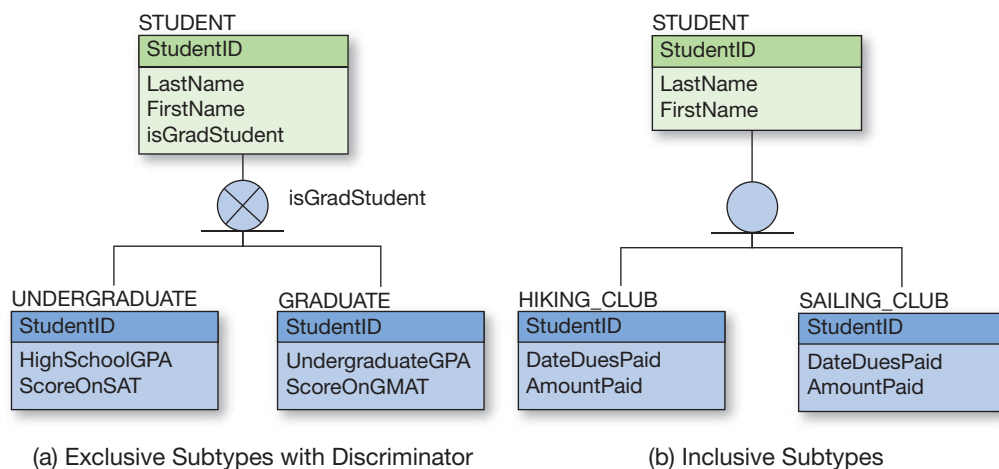 STUDENT
StudentID
LastName
FirstName
isGradStudent
isGradStudent
UNDERGRADUATE
StudentID
HighSchoolGPA
ScoreOnSAT
GRADUATE
StudentID
UndergraduateGPA
ScoreOnGMAT
(a) Exclusive Subtypes with Discriminator
STUDENT
StudentID
LastName
FirstName
HIKING_CLUB
StudentID
DateDuesPaid
AmountPaid
SAILING_CLUB
StudentID
DateDuesPaid
AmountPaid
(b) Inclusive Subtypes